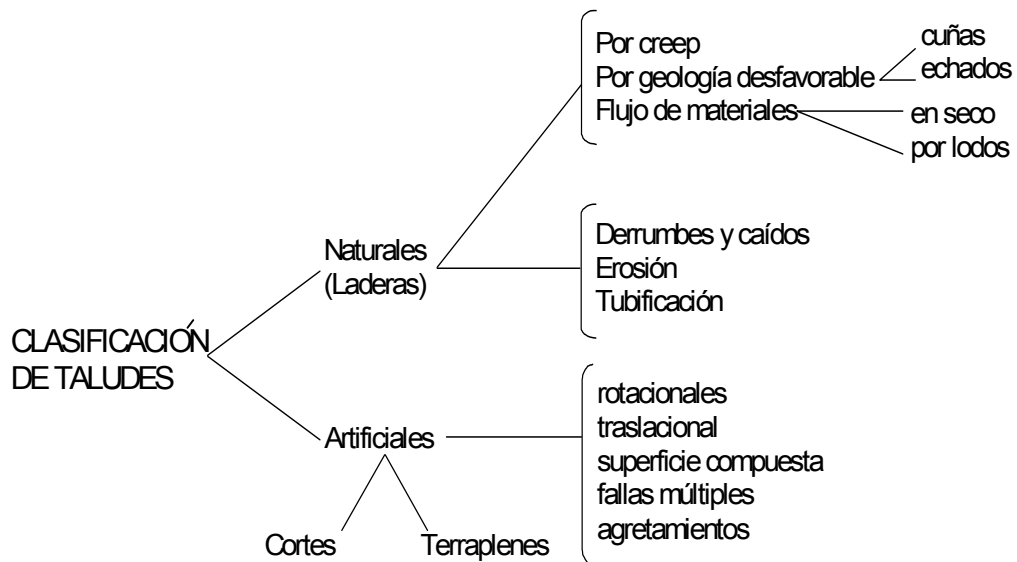 CLASIFICACIÓN
DE TALUDES
Naturales
(Laderas)
Por creep
Por geología desfavorable
Flujo de materiales
cuñas
echados
en seco
por lodos
Derrumbes y caídos
Erosión
Tubificación
Artificiales
Cortes
Terraplenes
rotacionales
traslacional
superficie compuesta
fallas múltiples
agretamientos